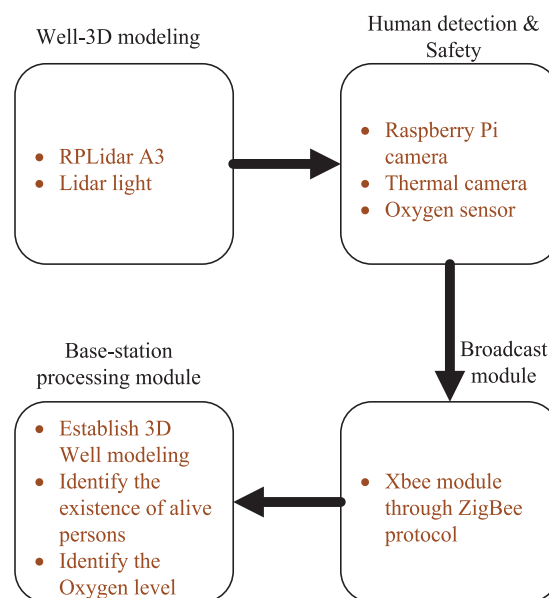 Well-3D modeling
• RPLidar A3
• Lidar light
Human detection &
Safety
• Raspberry Pi
camera
• Thermal camera
• Oxygen sensor
Broadcast
module
• Xbee module
through ZigBee
protocol
Base-station
processing module
• Establish 3D
Well modeling
• Identify the
existence of alive
persons
• Identify the
Oxygen level